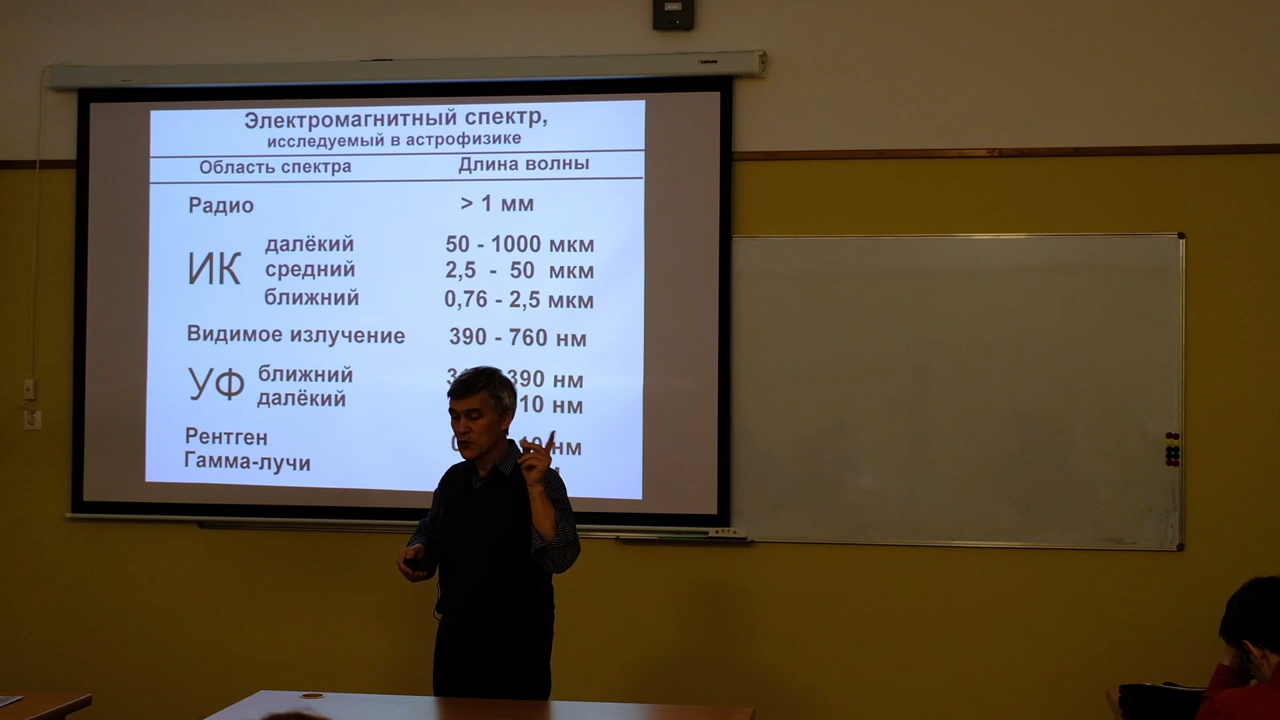 Электромагнитный спектр,
исследуемый в астрофизике
Область спектра Длина волны
Радио > 1 мм
ИК далёкий 50 - 1000 мкм
средний 2,5 - 50 мкм
ближний 0,76 - 2,5 мкм
Видимое излучение 390 - 760 нм
УФ ближний 390 нм
далёкий 10 нм
Рентген нм
Гамма-лучи